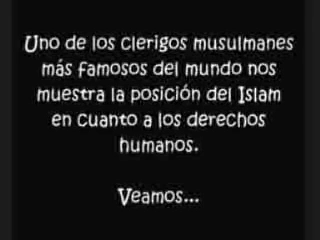 Uno de los clerigos musulmanes
más famosos del mundo nos
muestra la posición del Islam
en cuanto a los derechos
humanos.
Veamos...